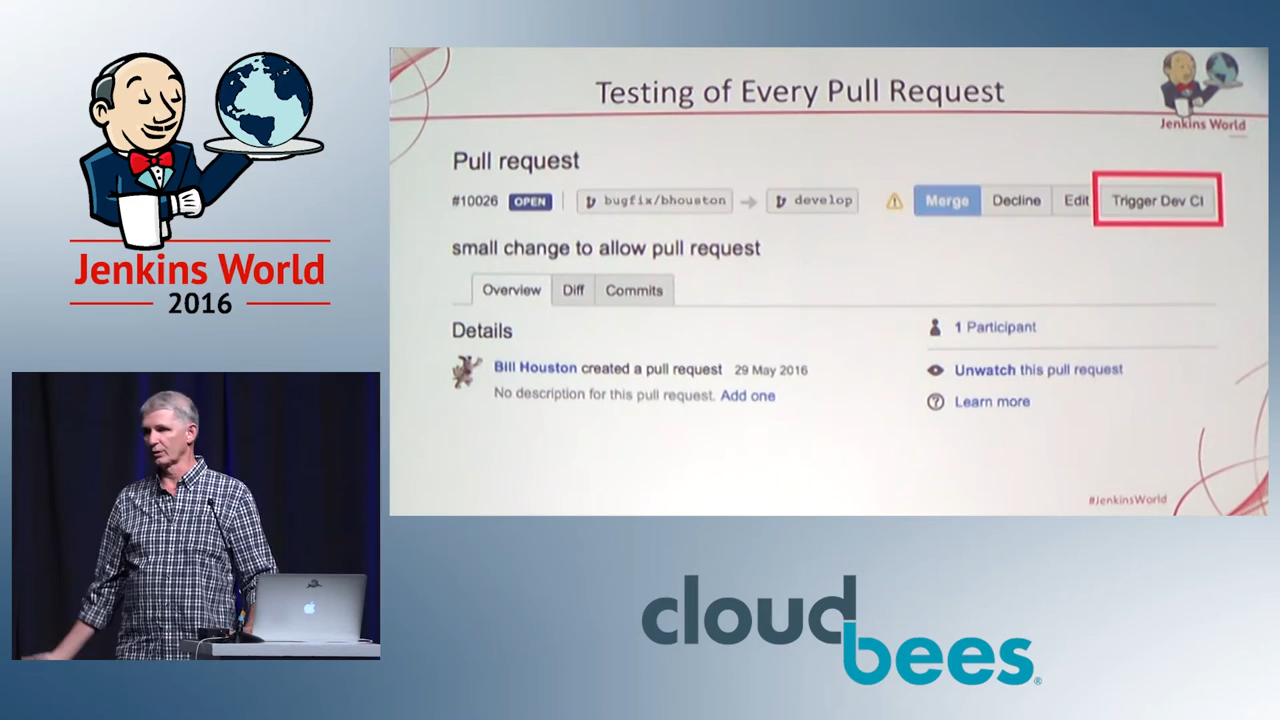 Jenkins World
2016
Testing of Every Pull Request
Jenkins World
Pull request
#10026 OPEN bugfix/bhouston develop Merge Decline Edit Trigger Dev CI
small change to allow pull request
Overview Diff Commits
Details
1 Participant
Bill Houston created a pull request 29 May 2016
Unwatch this pull request
No description for this pull request. Add one
Learn more
#JenkinsWorld
cloudbees®